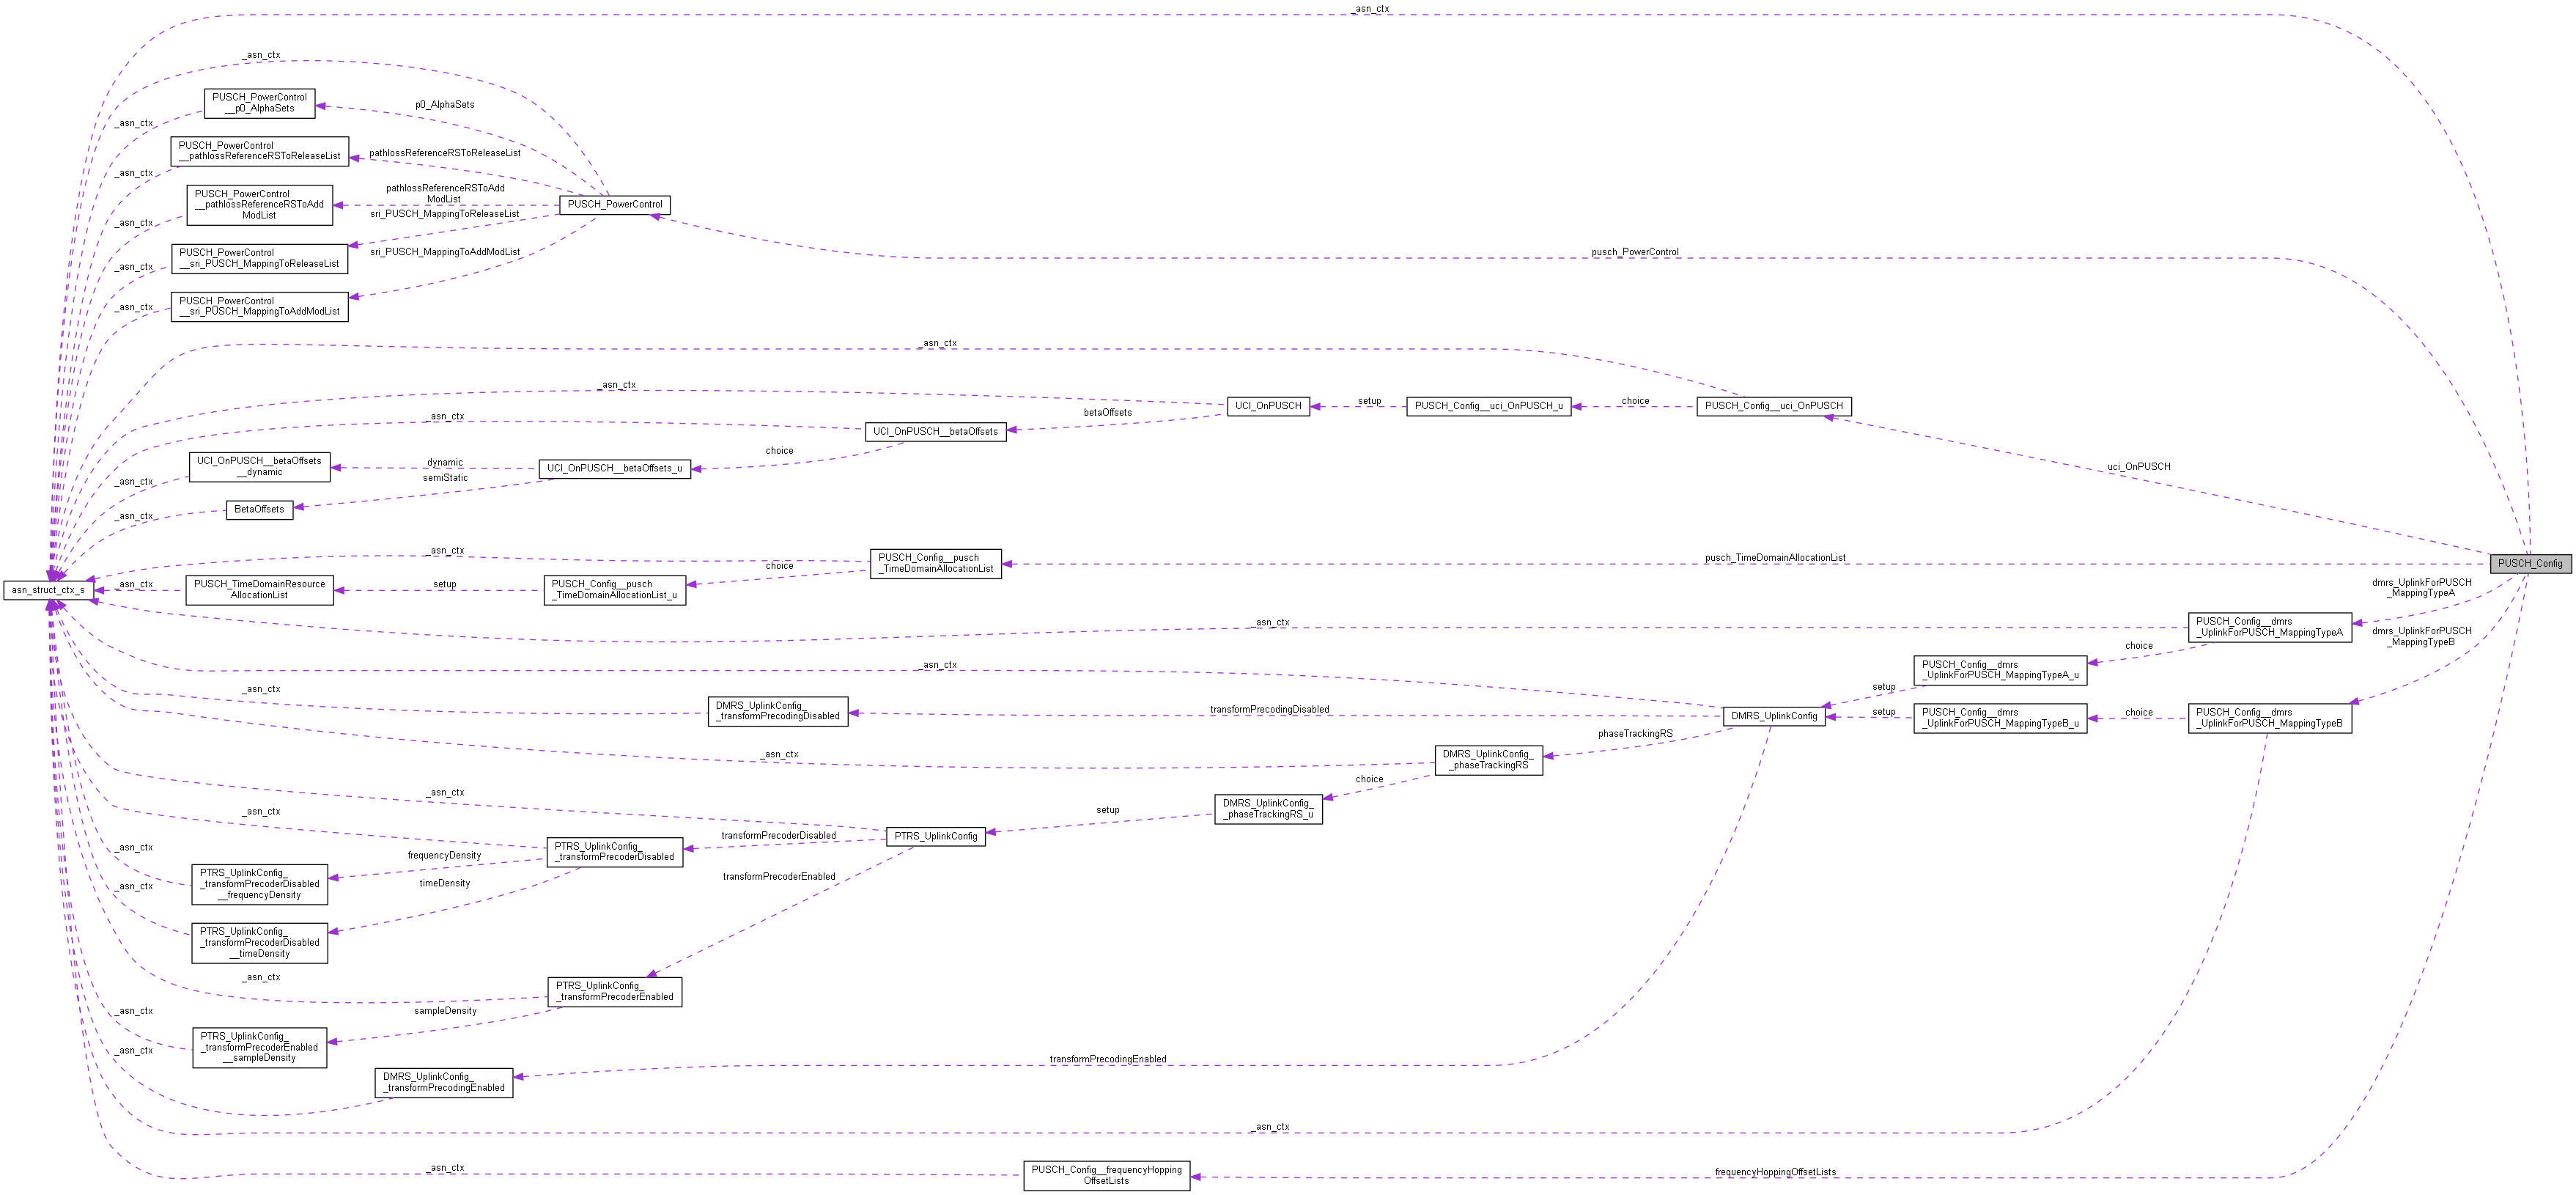 _asn_ctx
_asn_ctx
PUSCH_PowerControl
__p0_AlphaSets
p0_AlphaSets
_asn_ctx
PUSCH_PowerControl
__pathlossReferenceRSToReleaseList
pathlossReferenceRSToReleaseList
_asn_ctx
PUSCH_PowerControl
__pathlossReferenceRSToAdd
ModList
pathlossReferenceRSToAdd
ModList
PUSCH_PowerControl
sri_PUSCH_MappingToReleaseList
_asn_ctx
PUSCH_PowerControl
__sri_PUSCH_MappingToReleaseList
sri_PUSCH_MappingToAddModList
pusch_PowerControl
_asn_ctx
PUSCH_PowerControl
__sri_PUSCH_MappingToAddModList
_asn_ctx
_asn_ctx
_asn_ctx
UCI_OnPUSCH
setup
PUSCH_Config__uci_OnPUSCH_u
choice
PUSCH_Config__uci_OnPUSCH
betaOffsets
_asn_ctx
UCI_OnPUSCH__betaOffsets
choice
uci_OnPUSCH
UCI_OnPUSCH__betaOffsets
__dynamic
dynamic
UCI_OnPUSCH__betaOffsets_u
semiStatic
_asn_ctx
BetaOffsets
_asn_ctx
_asn_ctx
PUSCH_Config__pusch
_TimeDomainAllocationList
pusch_TimeDomainAllocationList
PUSCH_Config
choice
asn_struct_ctx_s
_asn_ctx
PUSCH_TimeDomainResource
AllocationList
setup
PUSCH_Config__pusch
_TimeDomainAllocationList_u
dmrs_UplinkForPUSCH
_MappingTypeA
_asn_ctx
PUSCH_Config__dmrs
_UplinkForPUSCH_MappingTypeA
dmrs_UplinkForPUSCH
_MappingTypeB
choice
_asn_ctx
PUSCH_Config__dmrs
_UplinkForPUSCH_MappingTypeA_u
setup
_asn_ctx
DMRS_UplinkConfig_
_transformPrecodingDisabled
transformPrecodingDisabled
DMRS_UplinkConfig
setup
PUSCH_Config__dmrs
_UplinkForPUSCH_MappingTypeB_u
choice
PUSCH_Config__dmrs
_UplinkForPUSCH_MappingTypeB
phaseTrackingRS
_asn_ctx
DMRS_UplinkConfig_
_phaseTrackingRS
choice
_asn_ctx
DMRS_UplinkConfig_
_phaseTrackingRS_u
setup
_asn_ctx
PTRS_UplinkConfig
transformPrecoderDisabled
PTRS_UplinkConfig_
_transformPrecoderDisabled
_asn_ctx
frequencyDensity
PTRS_UplinkConfig_
_transformPrecoderDisabled
__frequencyDensity
timeDensity
transformPrecoderEnabled
_asn_ctx
PTRS_UplinkConfig_
_transformPrecoderDisabled
__timeDensity
_asn_ctx
PTRS_UplinkConfig_
_transformPrecoderEnabled
sampleDensity
_asn_ctx
PTRS_UplinkConfig_
_transformPrecoderEnabled
__sampleDensity
_asn_ctx
transformPrecodingEnabled
DMRS_UplinkConfig_
_transformPrecodingEnabled
_asn_ctx
_asn_ctx
PUSCH_Config__frequencyHopping
OffsetLists
frequencyHoppingOffsetLists